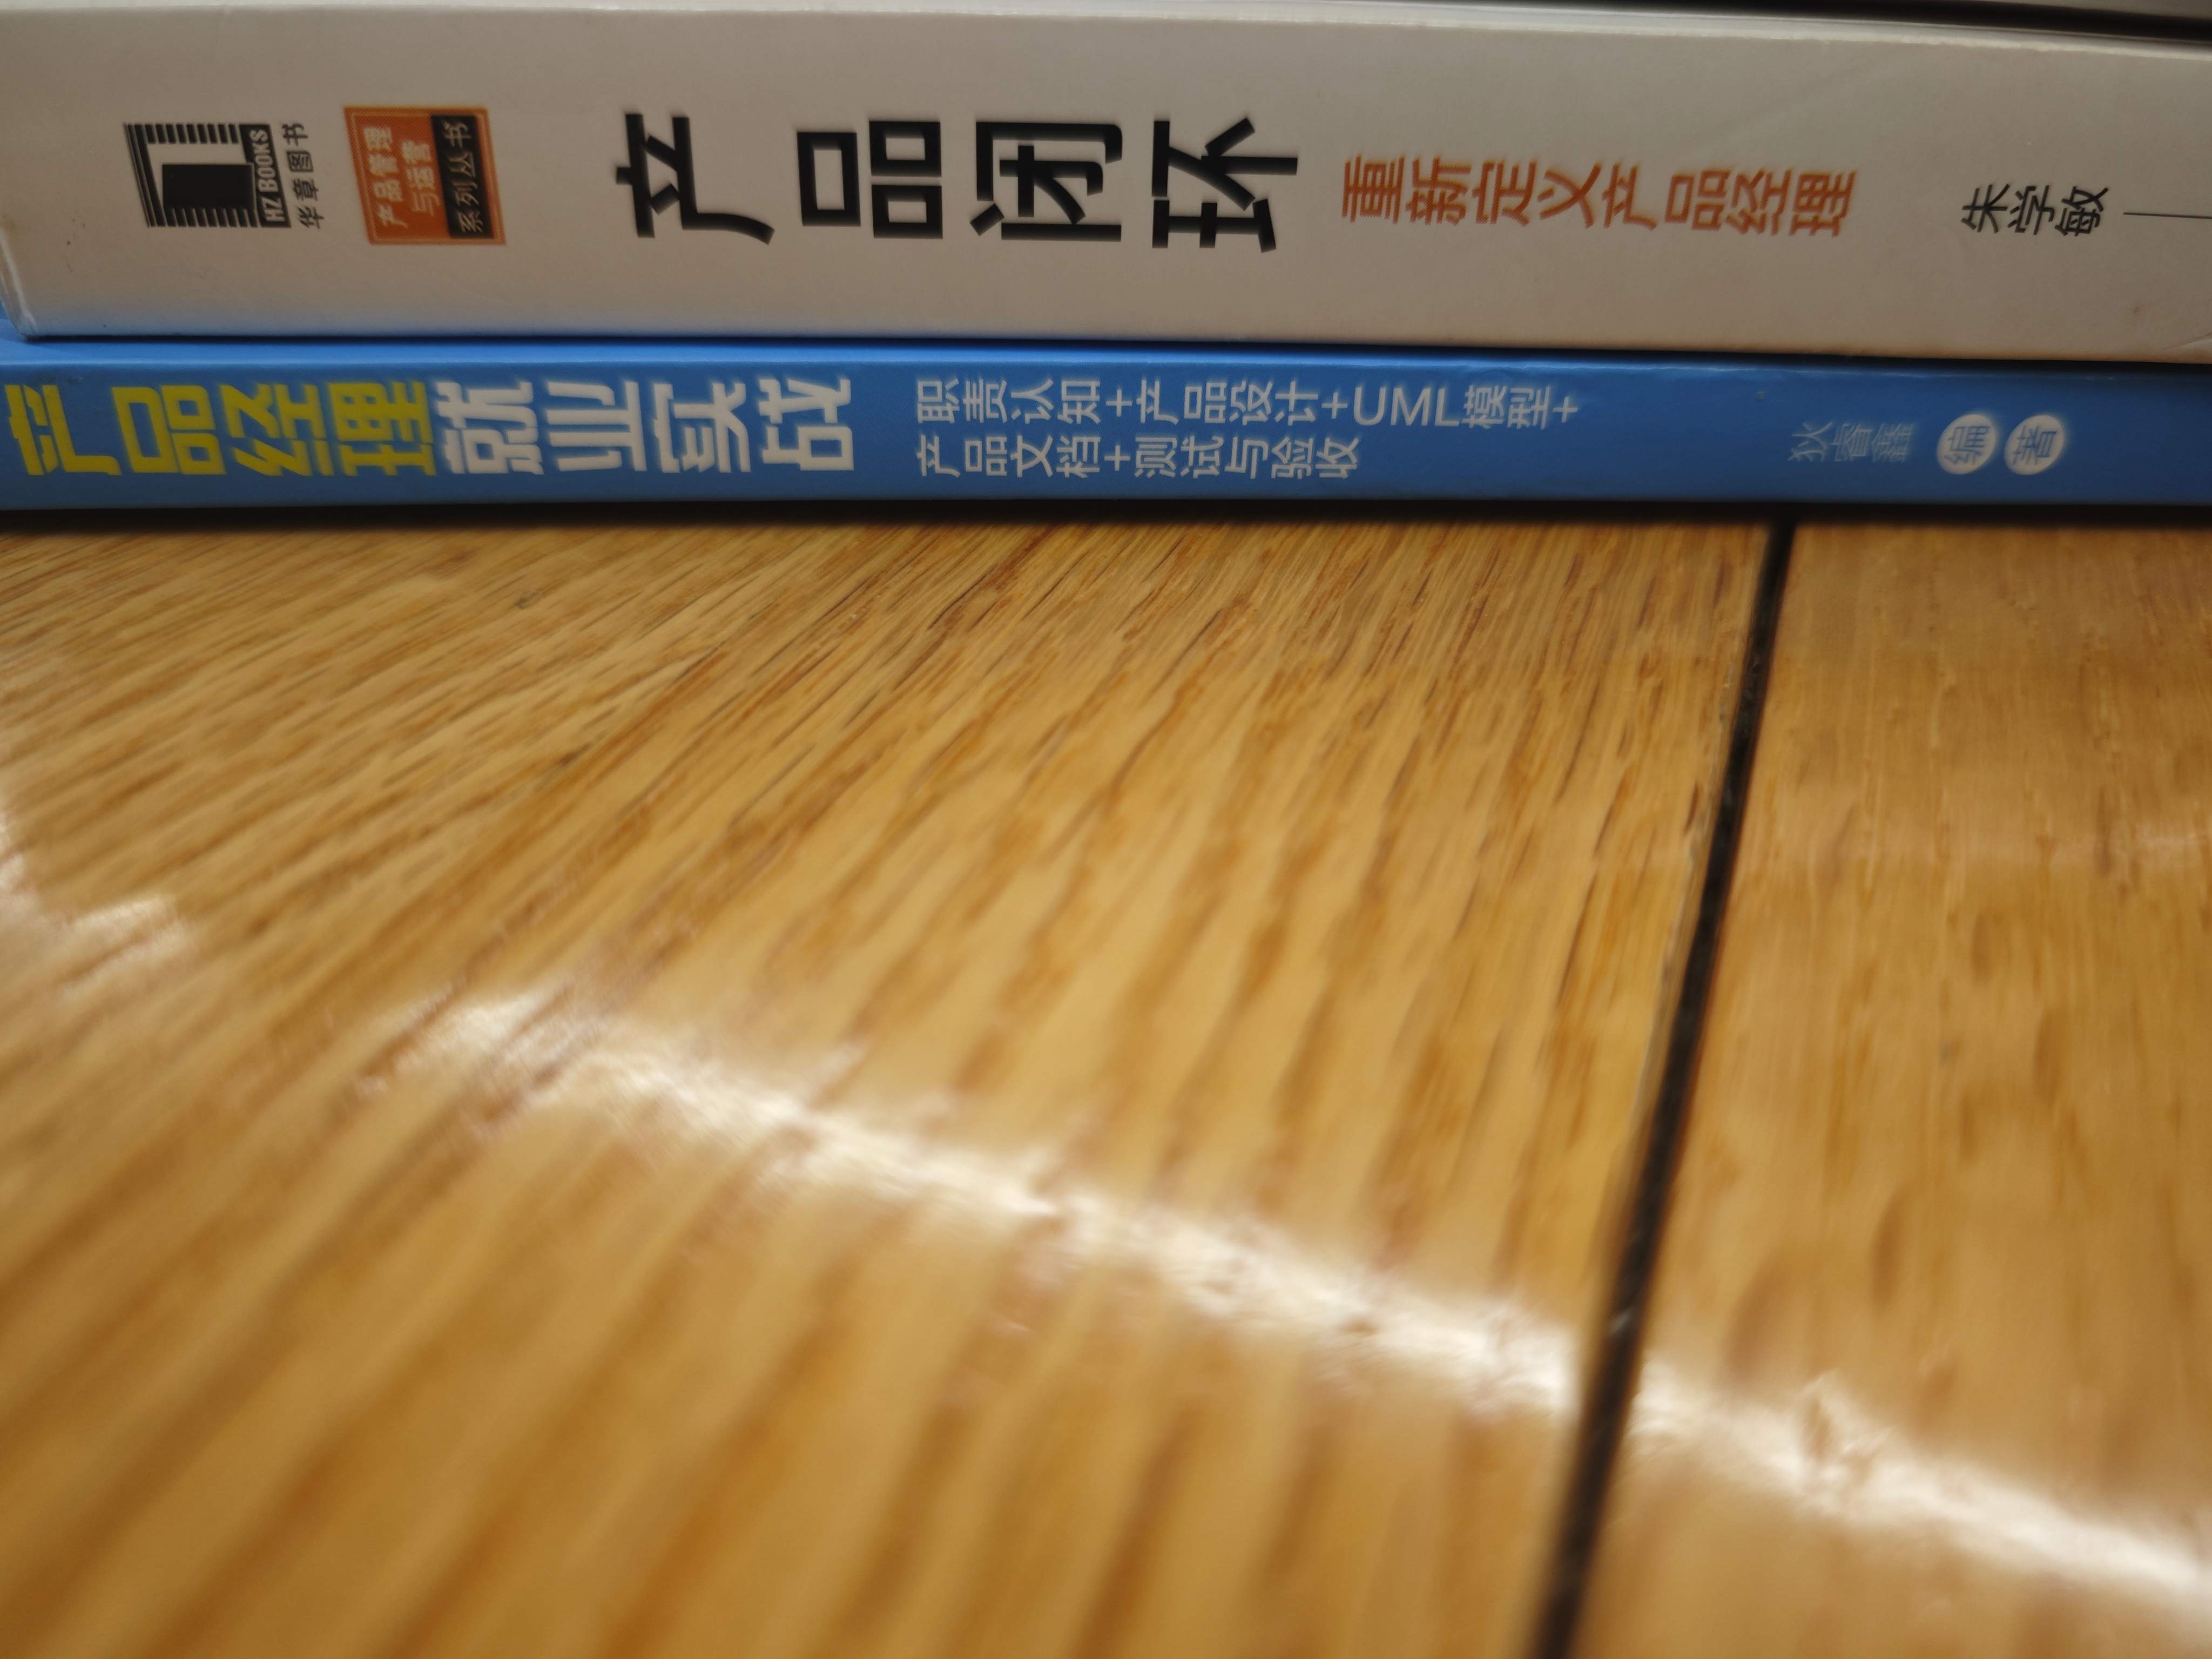 HZ BOOKS
华章图书
产品管理
与运营
系列丛书
产品闭环
重新定义产品经理
朱学敏
产品经理就业实战
职责认知+产品设计+UML模型+
产品文档+测试与验收
狄睿鑫 编著